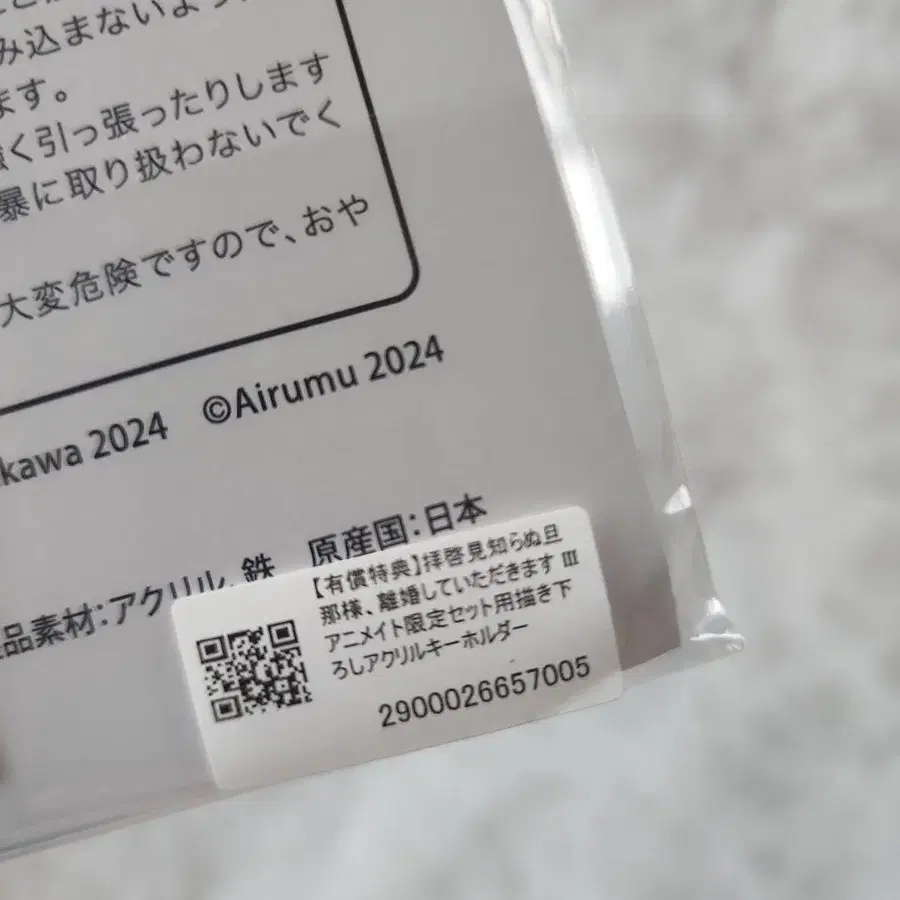 み込まないよう
ます。
く引っ張ったりします
暴に取り扱わないでく
大変危険ですので、おや
kawa 2024 ©Airumu 2024
品素材：アクリル、鉄 原産国：日本
【有償特典】拝啓見知らぬ旦
那様、離婚していただきます Ⅲ
アニメイト限定セット用描き下
ろしアクリルキーホルダー
2900026657005